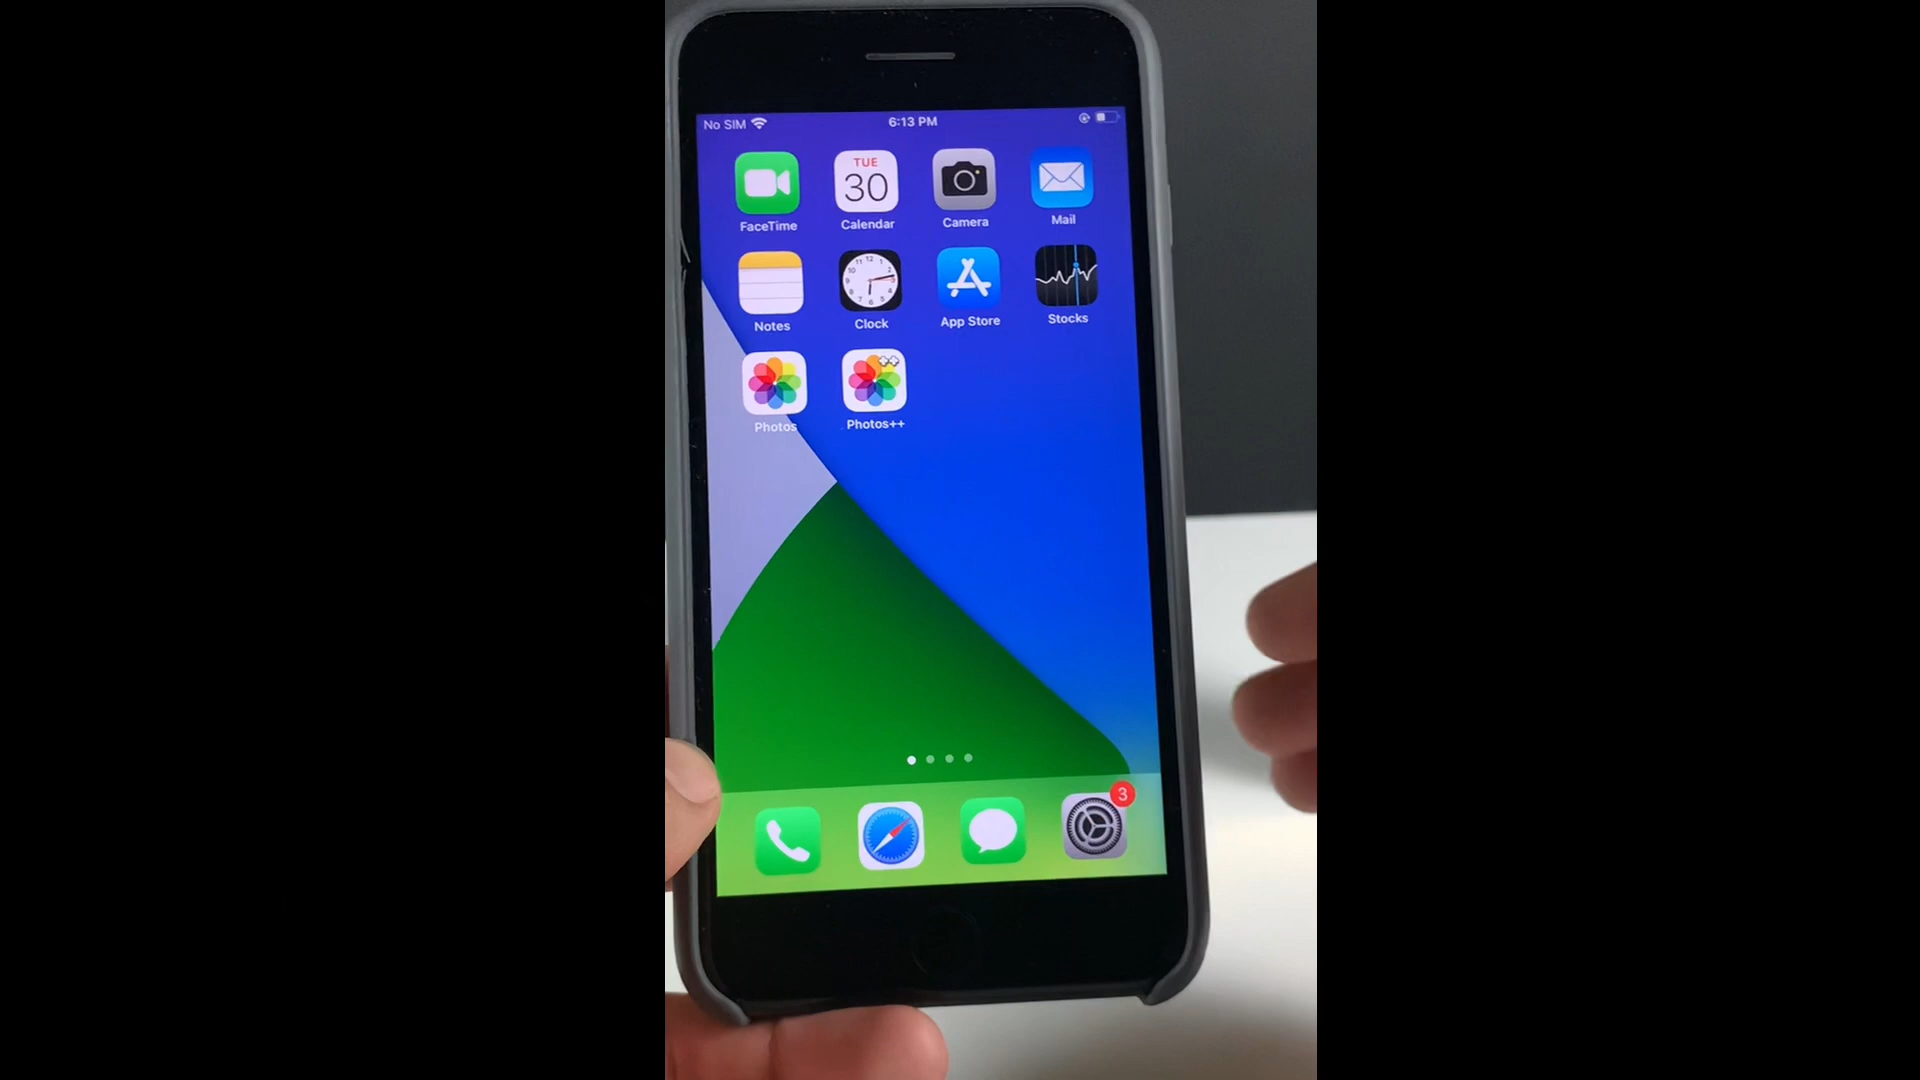 No SIM 6:13 PM
TUE
30
FaceTime Calendar Camera Mail
Notes Clock App Store Stocks
Photos Photos++
3